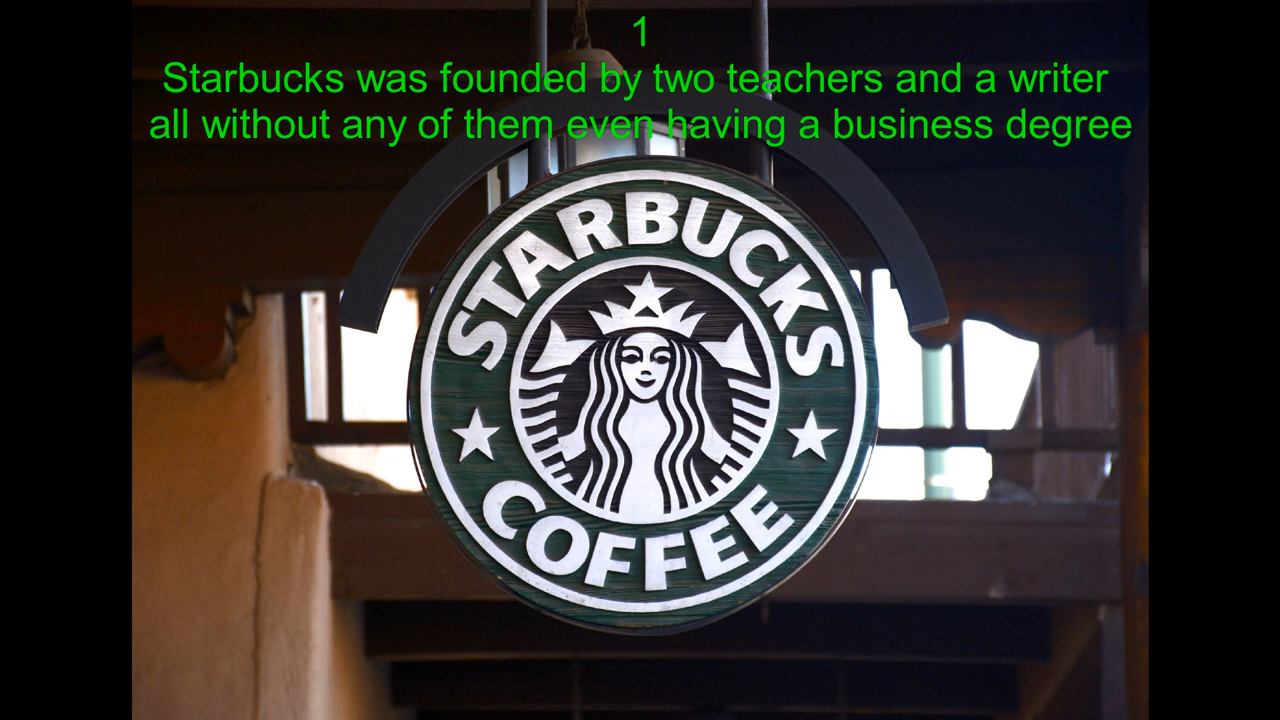 1
Starbucks was founded by two teachers and a writer
all without any of them even having a business degree
STARBUCKS
COFFEE